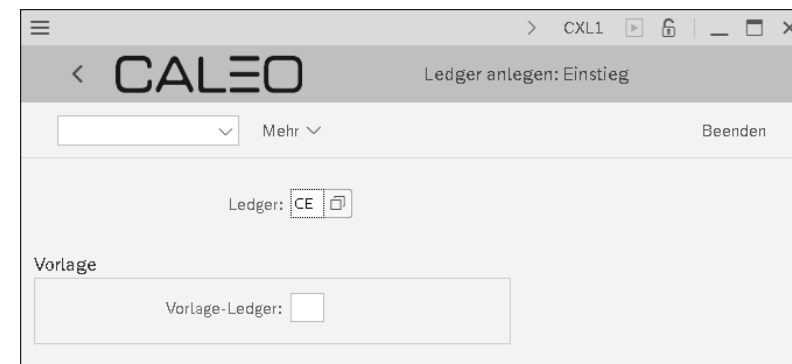 CXL1
CALEO Ledger anlegen: Einstieg
Mehr Beenden
Ledger: CE
Vorlage
Vorlage-Ledger: